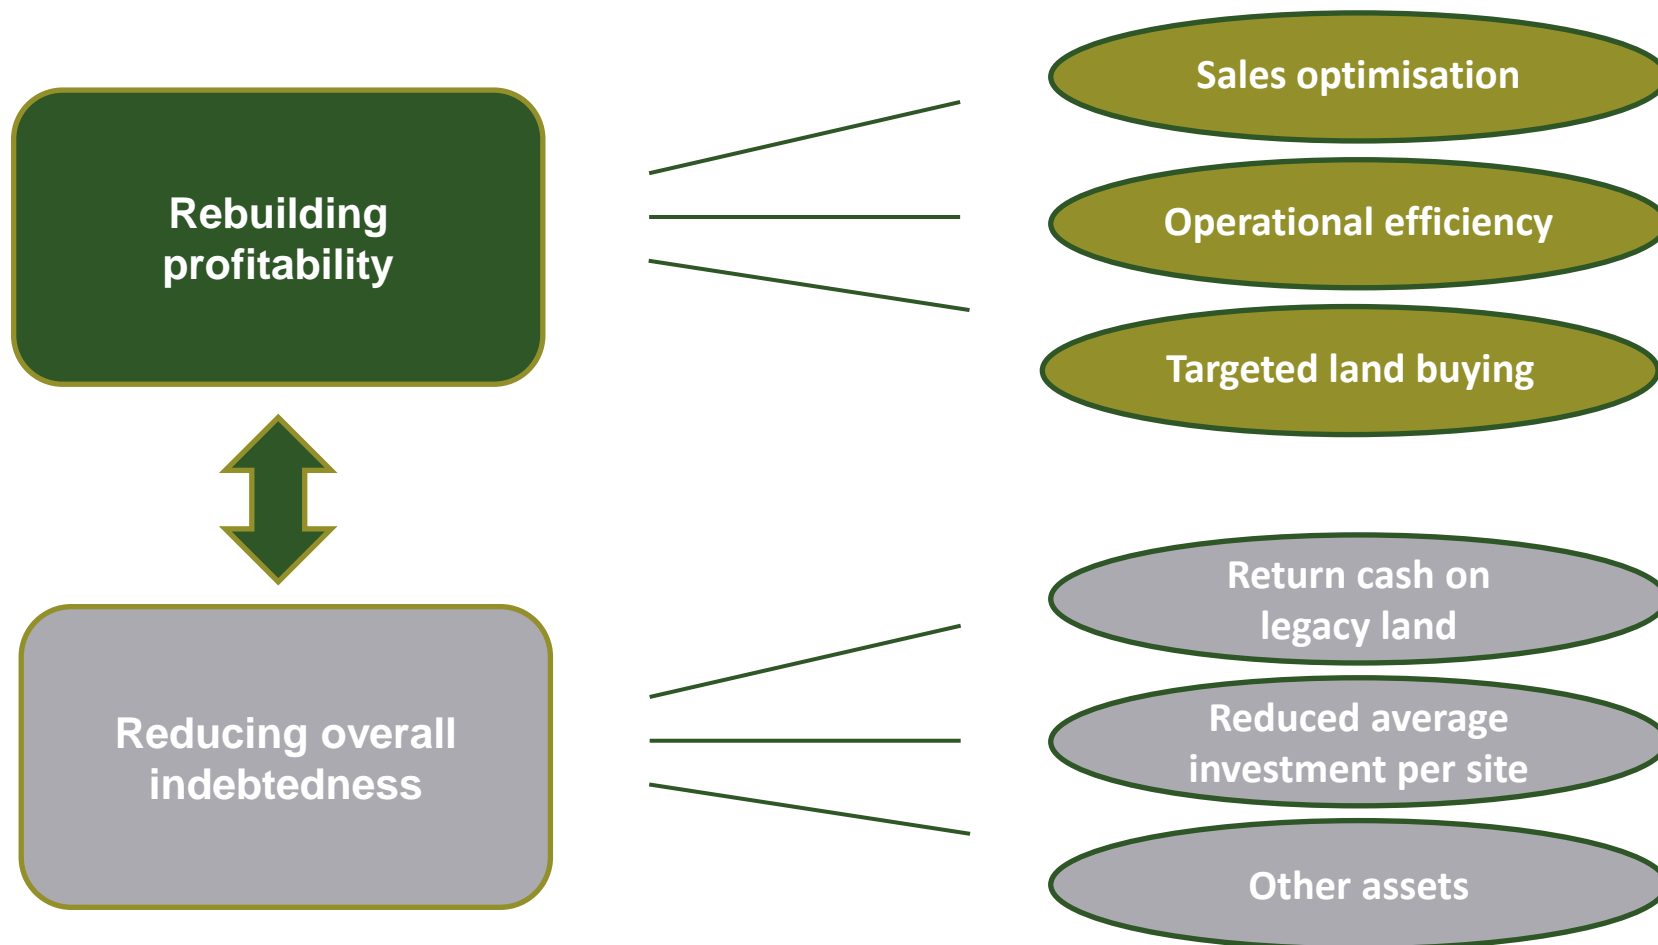 Rebuilding
profitability
Sales optimisation
Operational efficiency
Targeted land buying
Reducing overall
indebtedness
Return cash on
legacy land
Reduced average
investment per site
Other assets